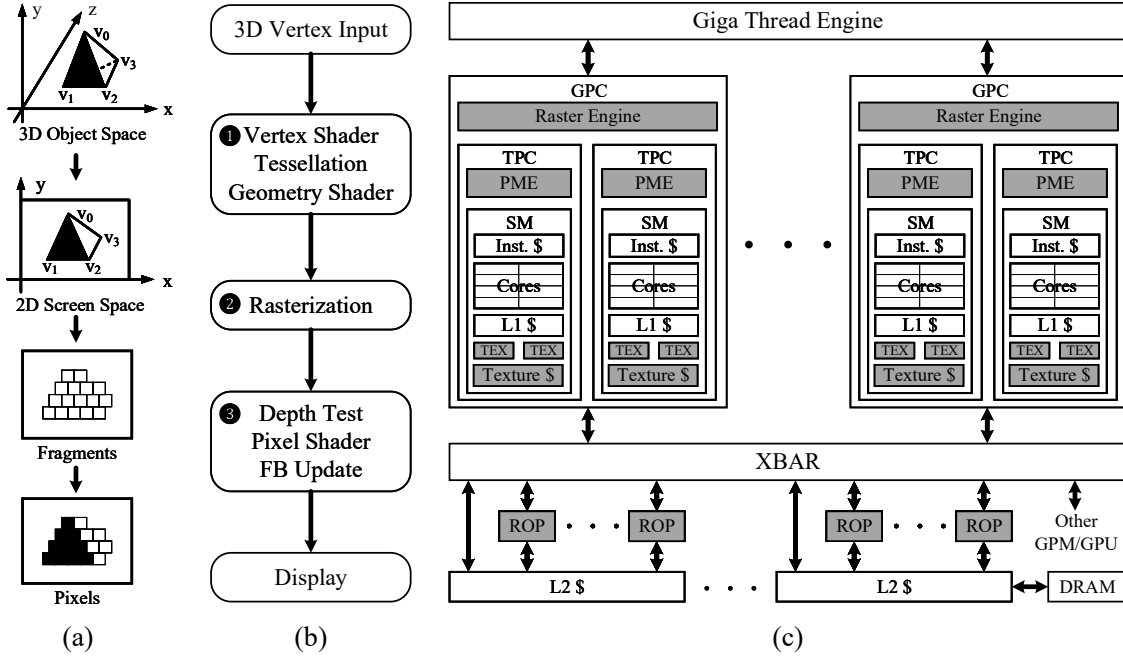 y
z
v0
v3
v1
v2
x
3D Object Space
y
v0
v3
v1
v2
x
2D Screen Space
Fragments
Pixels
(a)
3D Vertex Input
❶ Vertex Shader
Tessellation
Geometry Shader
❷ Rasterization
❸ Depth Test
Pixel Shader
FB Update
Display
(b)
Giga Thread Engine
GPC
Raster Engine
TPC
PME
SM
Inst. $
Cores
L1 $
TEX TEX
Texture $
TPC
PME
SM
Inst. $
Cores
L1 $
TEX TEX
Texture $
GPC
Raster Engine
TPC
PME
SM
Inst. $
Cores
L1 $
TEX TEX
Texture $
TPC
PME
SM
Inst. $
Cores
L1 $
TEX TEX
Texture $
XBAR
ROP ROP ROP ROP
Other
GPM/GPU
L2 $ L2 $ DRAM
(c)